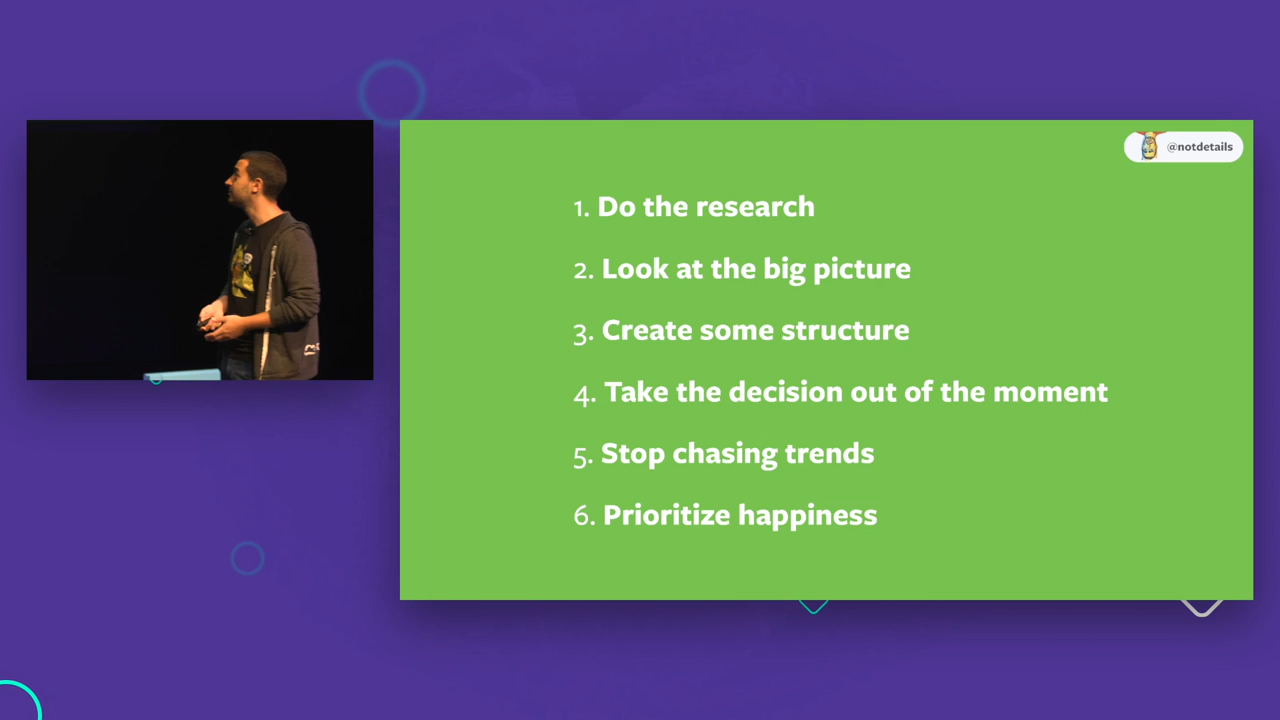 @notdetails
1. Do the research
2. Look at the big picture
3. Create some structure
4. Take the decision out of the moment
5. Stop chasing trends
6. Prioritize happiness